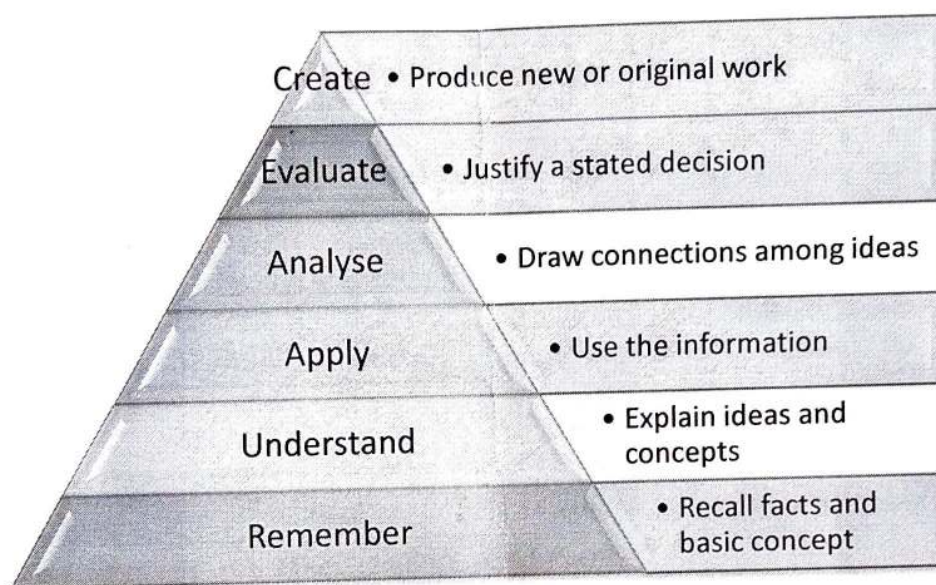 Create • Produce new or original work
Evaluate • Justify a stated decision
Analyse • Draw connections among ideas
Apply • Use the information
Understand • Explain ideas and
concepts
Remember • Recall facts and
basic concept